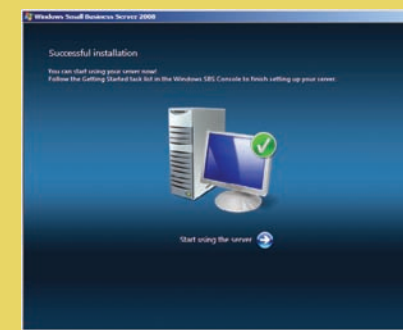 Windows Small Business Server 2008
Successful installation
You can start using your server now!
Follow the Getting Started task list in the Windows SBS Console to finish setting up your server.
Start using the server